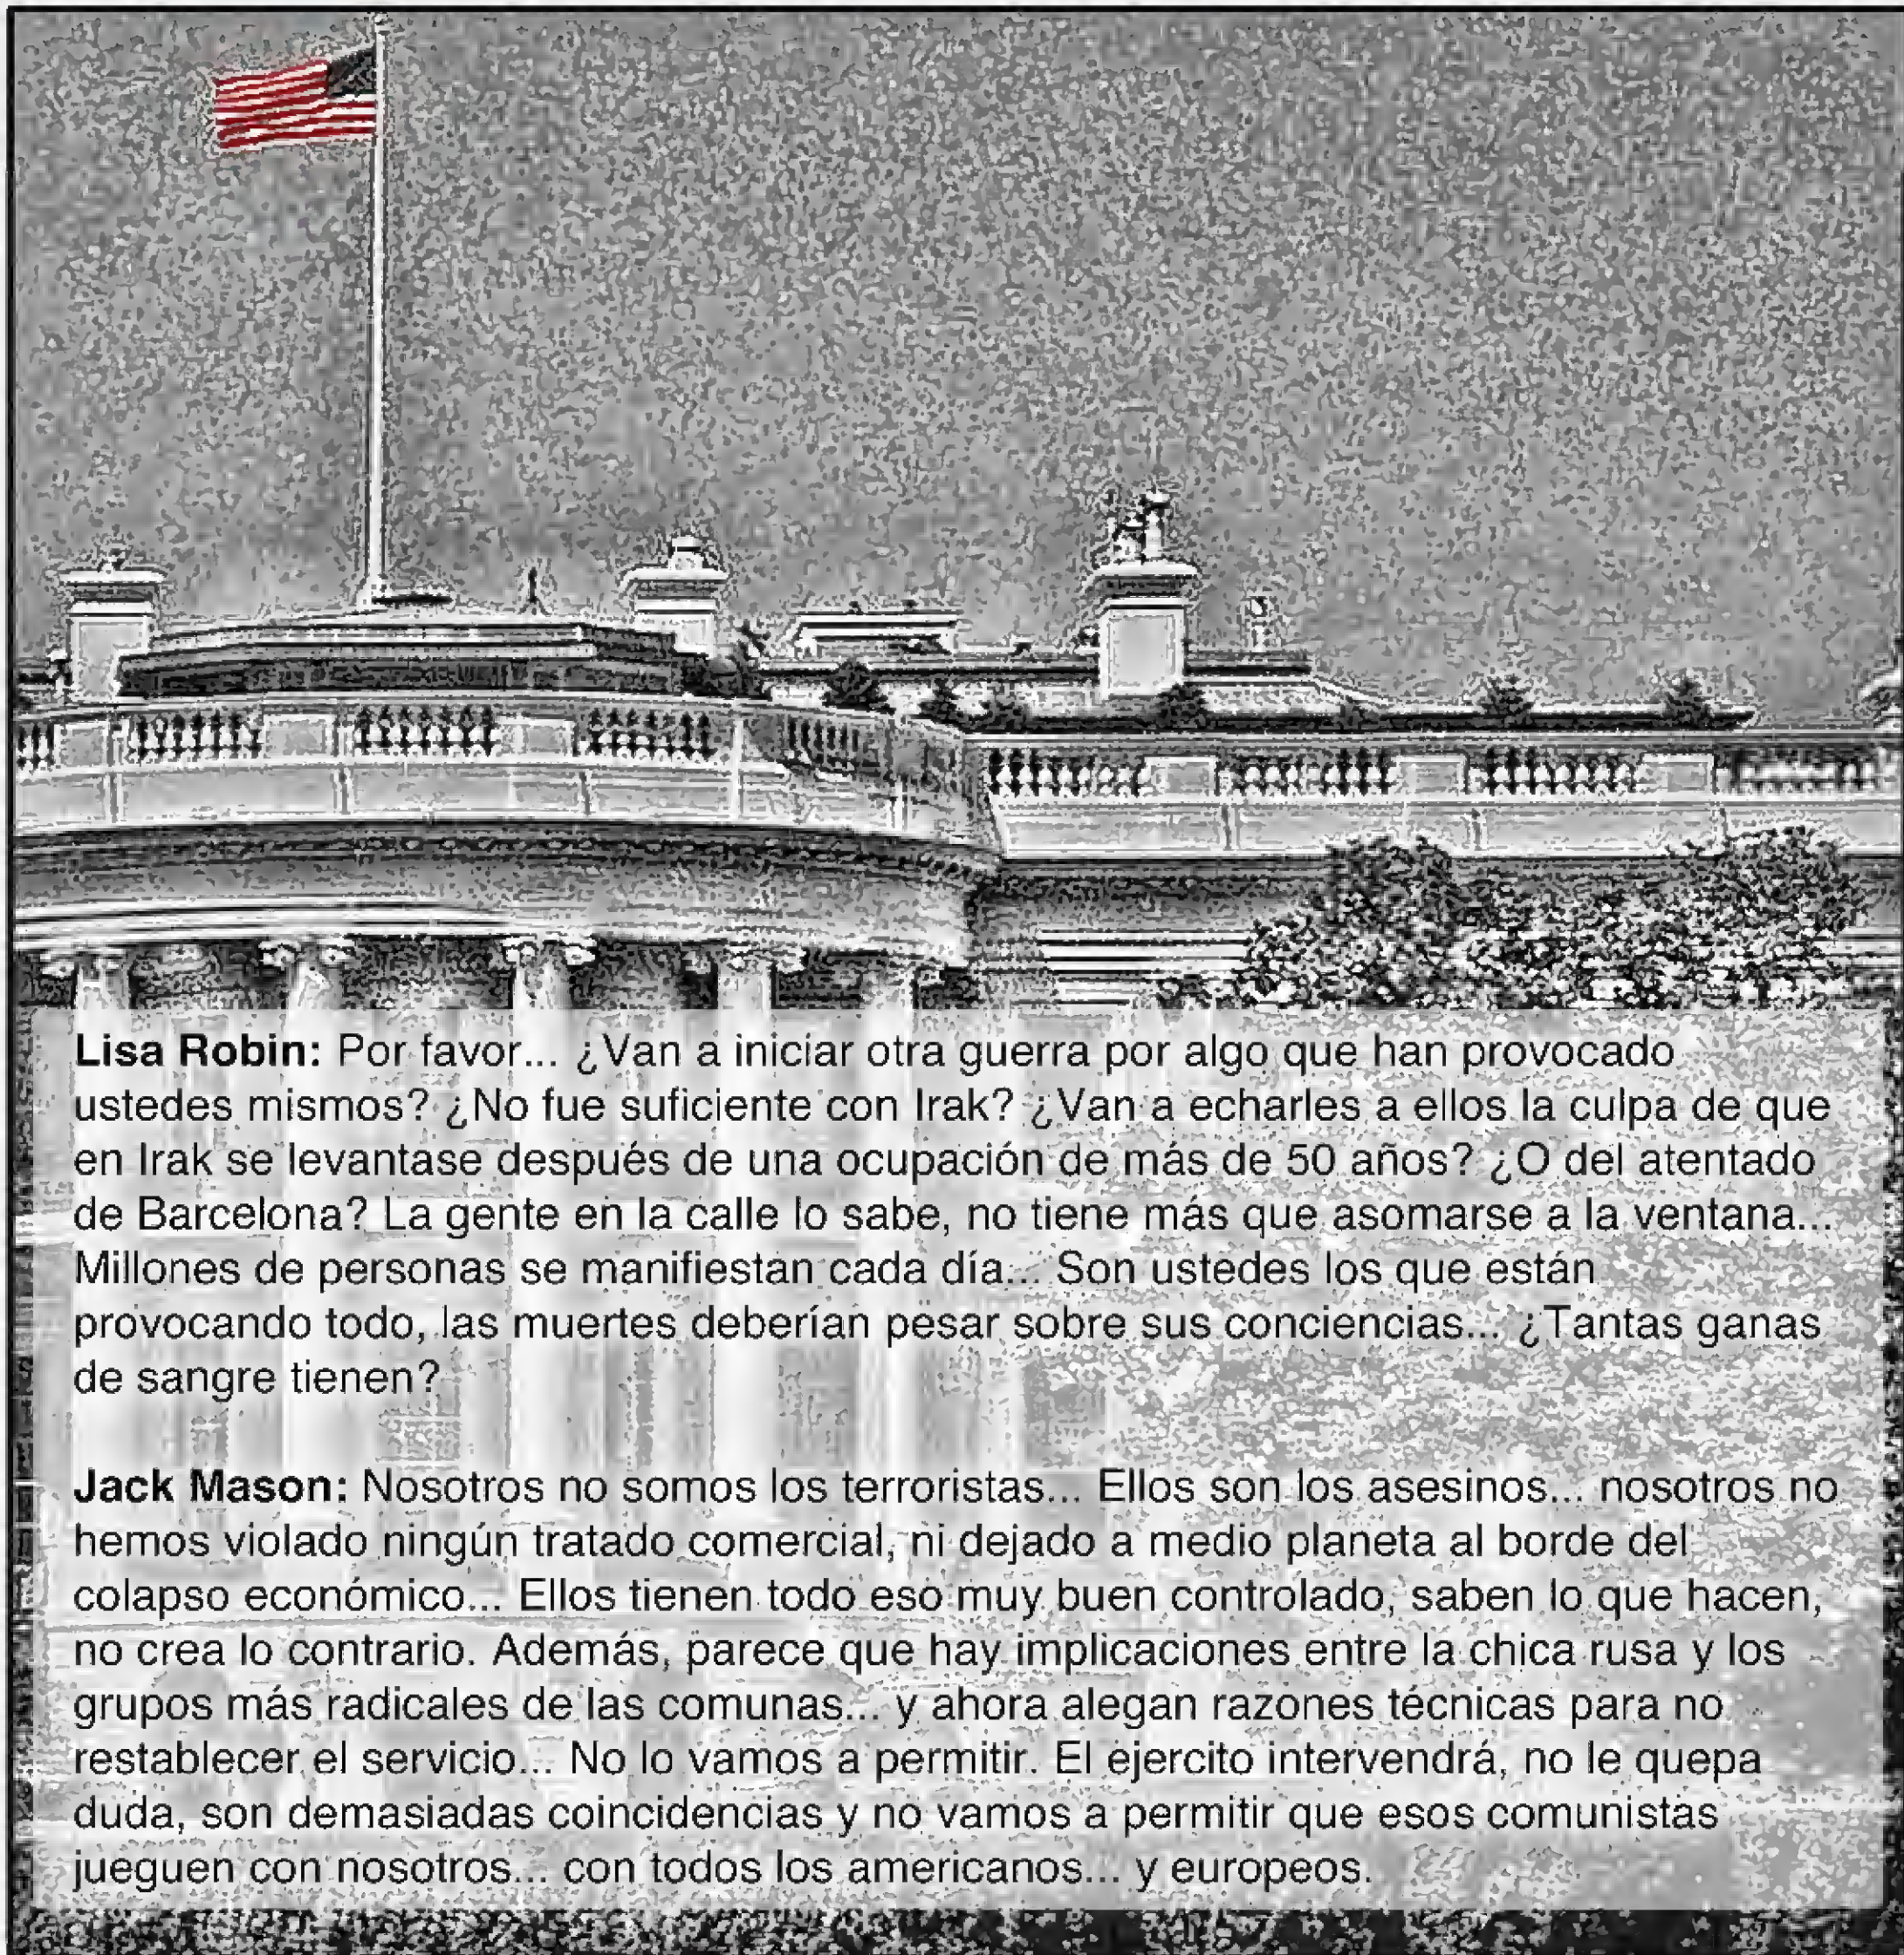 Lisa Robin: Por favor... ¿Van a iniciar otra guerra por algo que han provocado
ustedes mismos? ¿No fue suficiente con Irak? ¿Van a echarles a ellos la culpa de que
en Irak se levantase después de una ocupación de más de 50 años? ¿O del atentado
de Barcelona? La gente en la calle lo sabe, no tiene más que asomarse a la ventana...
Millones de personas se manifiestan cada día... Son ustedes los que están
provocando todo, las muertes deberían pesar sobre sus conciencias... ¿Tantas ganas
de sangre tienen?

Jack Mason: Nosotros no somos los terroristas... Ellos son los asesinos... nosotros no
hemos violado ningún tratado comercial, ni dejado a medio planeta al borde del
colapso económico... Ellos tienen todo eso muy buen controlado, saben lo que hacen,
no crea lo contrario. Además, parece que hay implicaciones entre la chica rusa y los
grupos más radicales de las comunas... y ahora alegan razones técnicas para no
restablecer el servicio... No lo vamos a permitir. El ejercito intervendrá, no le quepa
duda, son demasiadas coincidencias y no vamos a permitir que esos comunistas
jueguen con nosotros... con todos los americanos... y europeos.